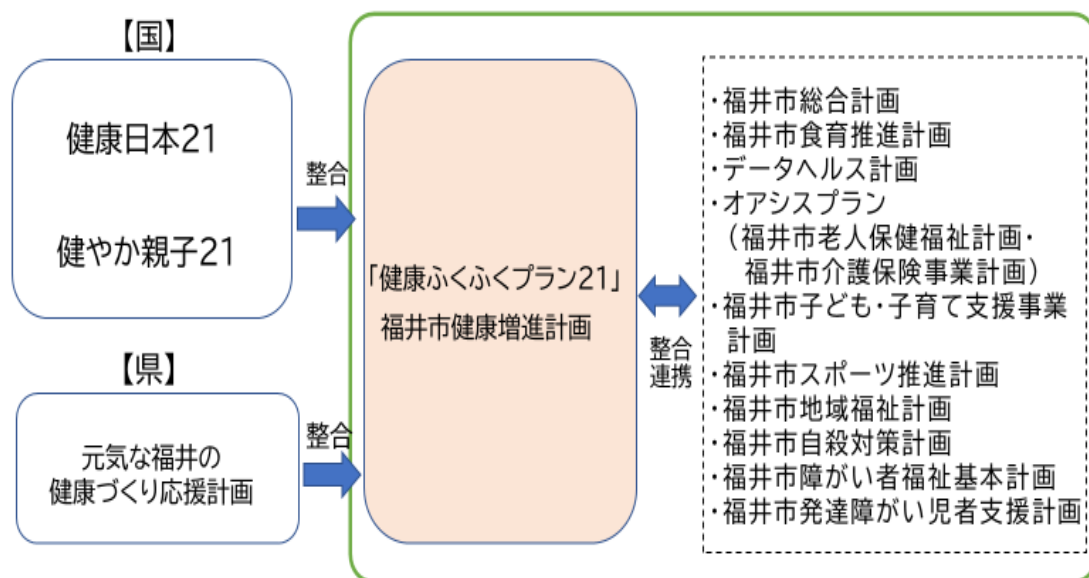 【国】
健康日本21
健やか親子21
整合
【県】
元気な福井の
健康づくり応援計画
整合
「健康ふくふくプラン21」
福井市健康増進計画
整合
連携
・福井市総合計画
・福井市食育推進計画
・データヘルス計画
・オアシスプラン
（福井市老人保健福祉計画・
福井市介護保険事業計画）
・福井市子ども・子育て支援事業
計画
・福井市スポーツ推進計画
・福井市地域福祉計画
・福井市自殺対策計画
・福井市障がい者福祉基本計画
・福井市発達障がい児者支援計画